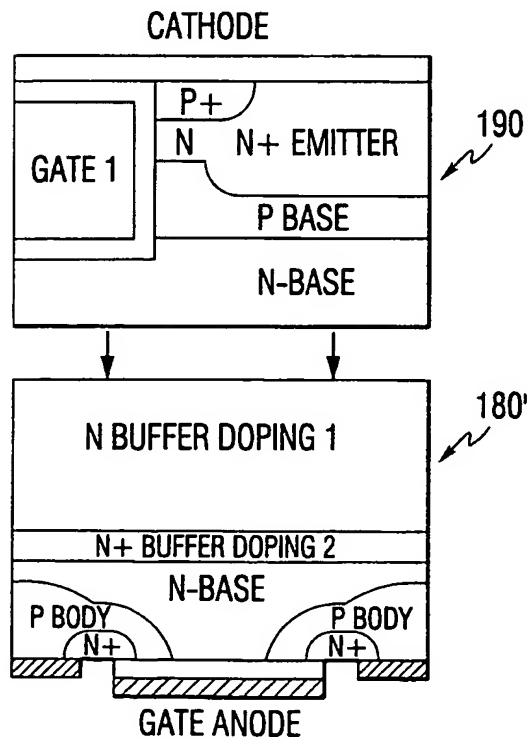 CATHODE
P+
N
N+ EMITTER
GATE 1
190
P BASE
N-BASE
180'
N BUFFER DOPING 1
N+ BUFFER DOPING 2
N-BASE
P BODY
P BODY
N+
N+
GATE ANODE